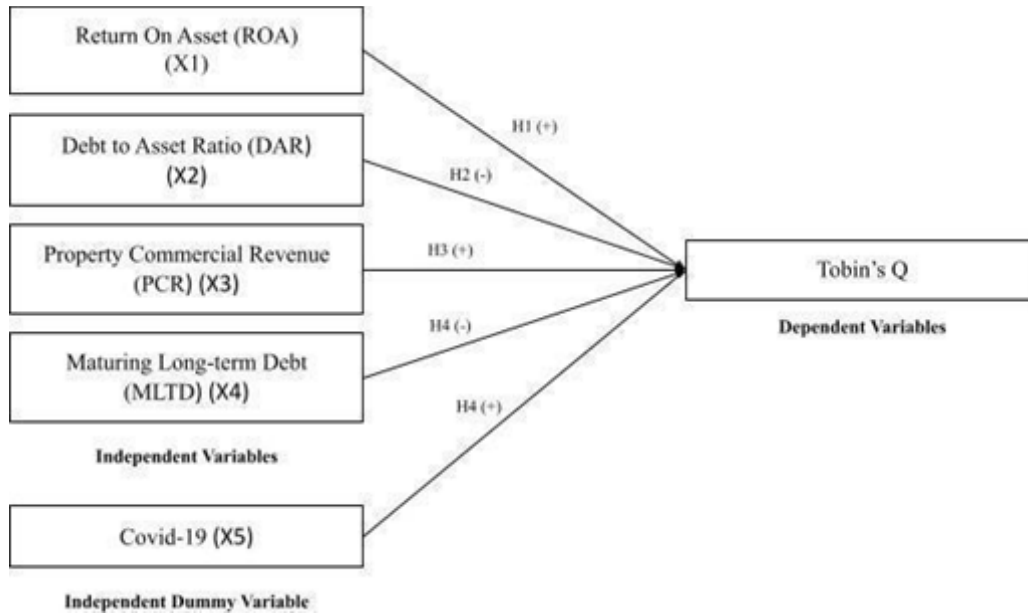 Return On Asset (ROA)
(X1)
Debt to Asset Ratio (DAR)
(X2)
Property Commercial Revenue
(PCR) (X3)
Maturing Long-term Debt
(MLTD) (X4)
Independent Variables
Covid-19 (X5)
Independent Dummy Variable
H1 (+)
H2 (-)
H3 (+)
H4 (-)
H4 (+)
Tobin's Q
Dependent Variables